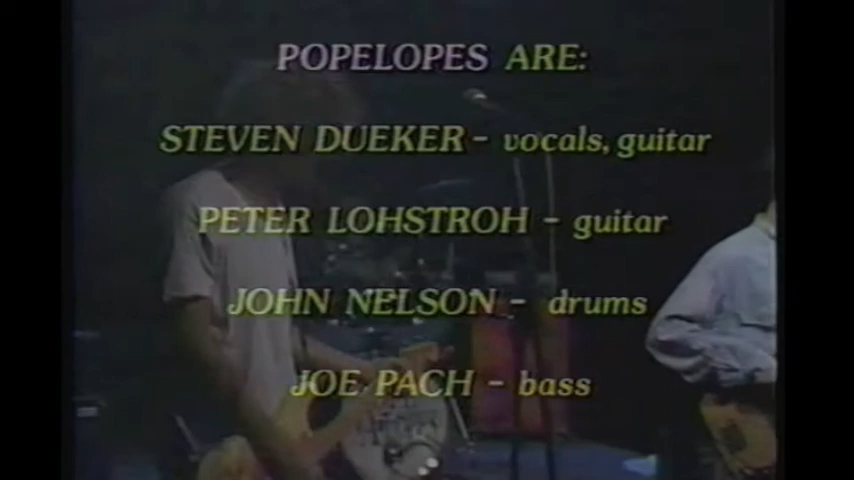 POPELOPES ARE:
STEVEN DUEKER - vocals, guitar
PETER LOHSTROH - guitar
JOHN NELSON - drums
JOE PACH - bass